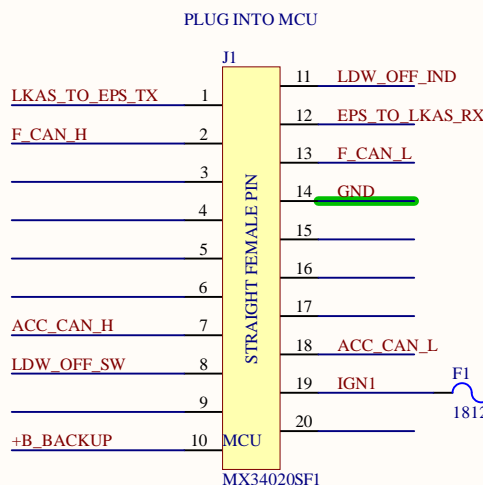 PLUG INTO MCU
J1
11 LDW_OFF_IND
LKAS_TO_EPS_TX 1
12 EPS_TO_LKAS_RX
F_CAN_H 2
13 F_CAN_L
3
14 GND
4
15
5
16
6
17
ACC_CAN_H 7
18 ACC_CAN_L
LDW_OFF_SW 8
19 IGN1 F1
9
1812
20
+B_BACKUP 10 MCU
STRAIGHT FEMALE PIN
MX34020SF1